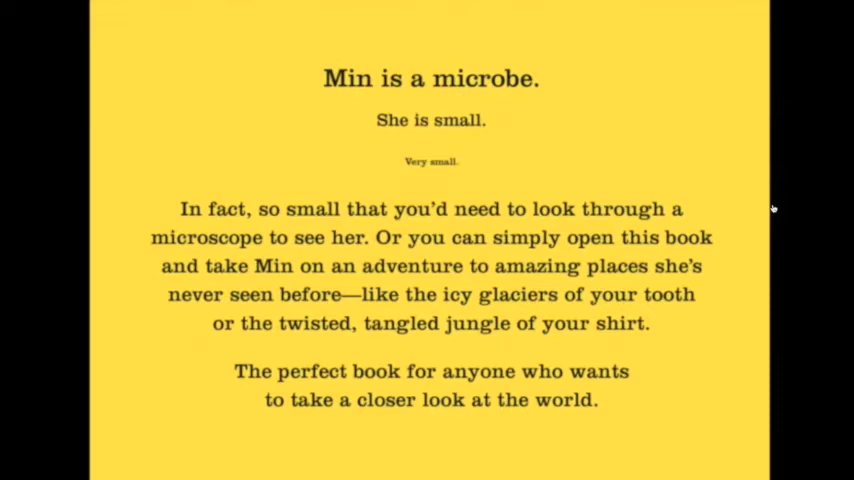 Min is a microbe.
She is small.
Very small.
In fact, so small that you'd need to look through a
microscope to see her. Or you can simply open this book
and take Min on an adventure to amazing places she's
never seen before—like the icy glaciers of your tooth
or the twisted, tangled jungle of your shirt.
The perfect book for anyone who wants
to take a closer look at the world.